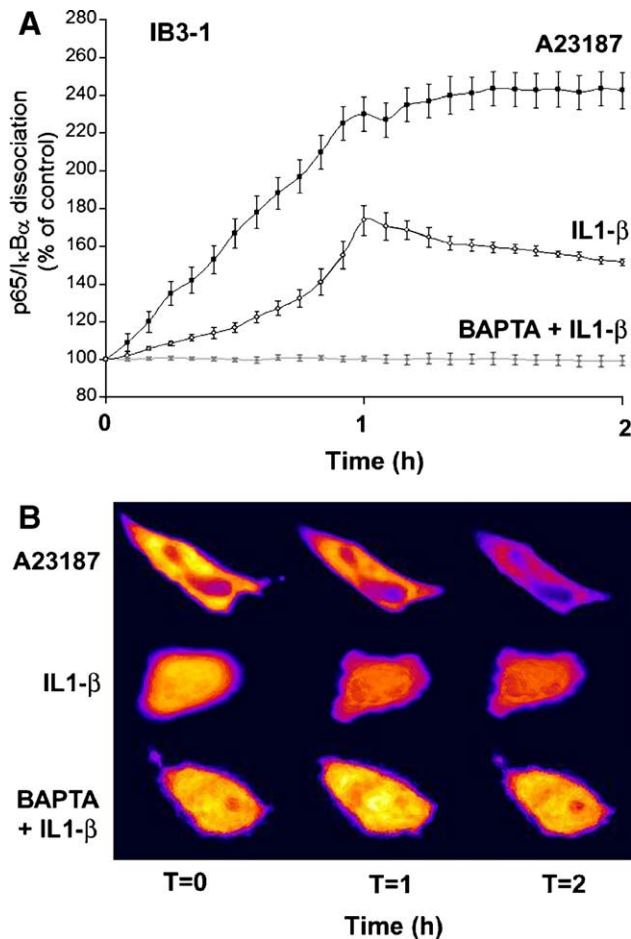 A
IB3-1
A23187
IL1-β
BAPTA + IL1-β
p65/IκBα dissociation
(% of control)
280
260
240
220
200
180
160
140
120
100
80
0
1
2
Time (h)
B
A23187
IL1-β
BAPTA
+ IL1-β
T=0
T=1
T=2
Time (h)